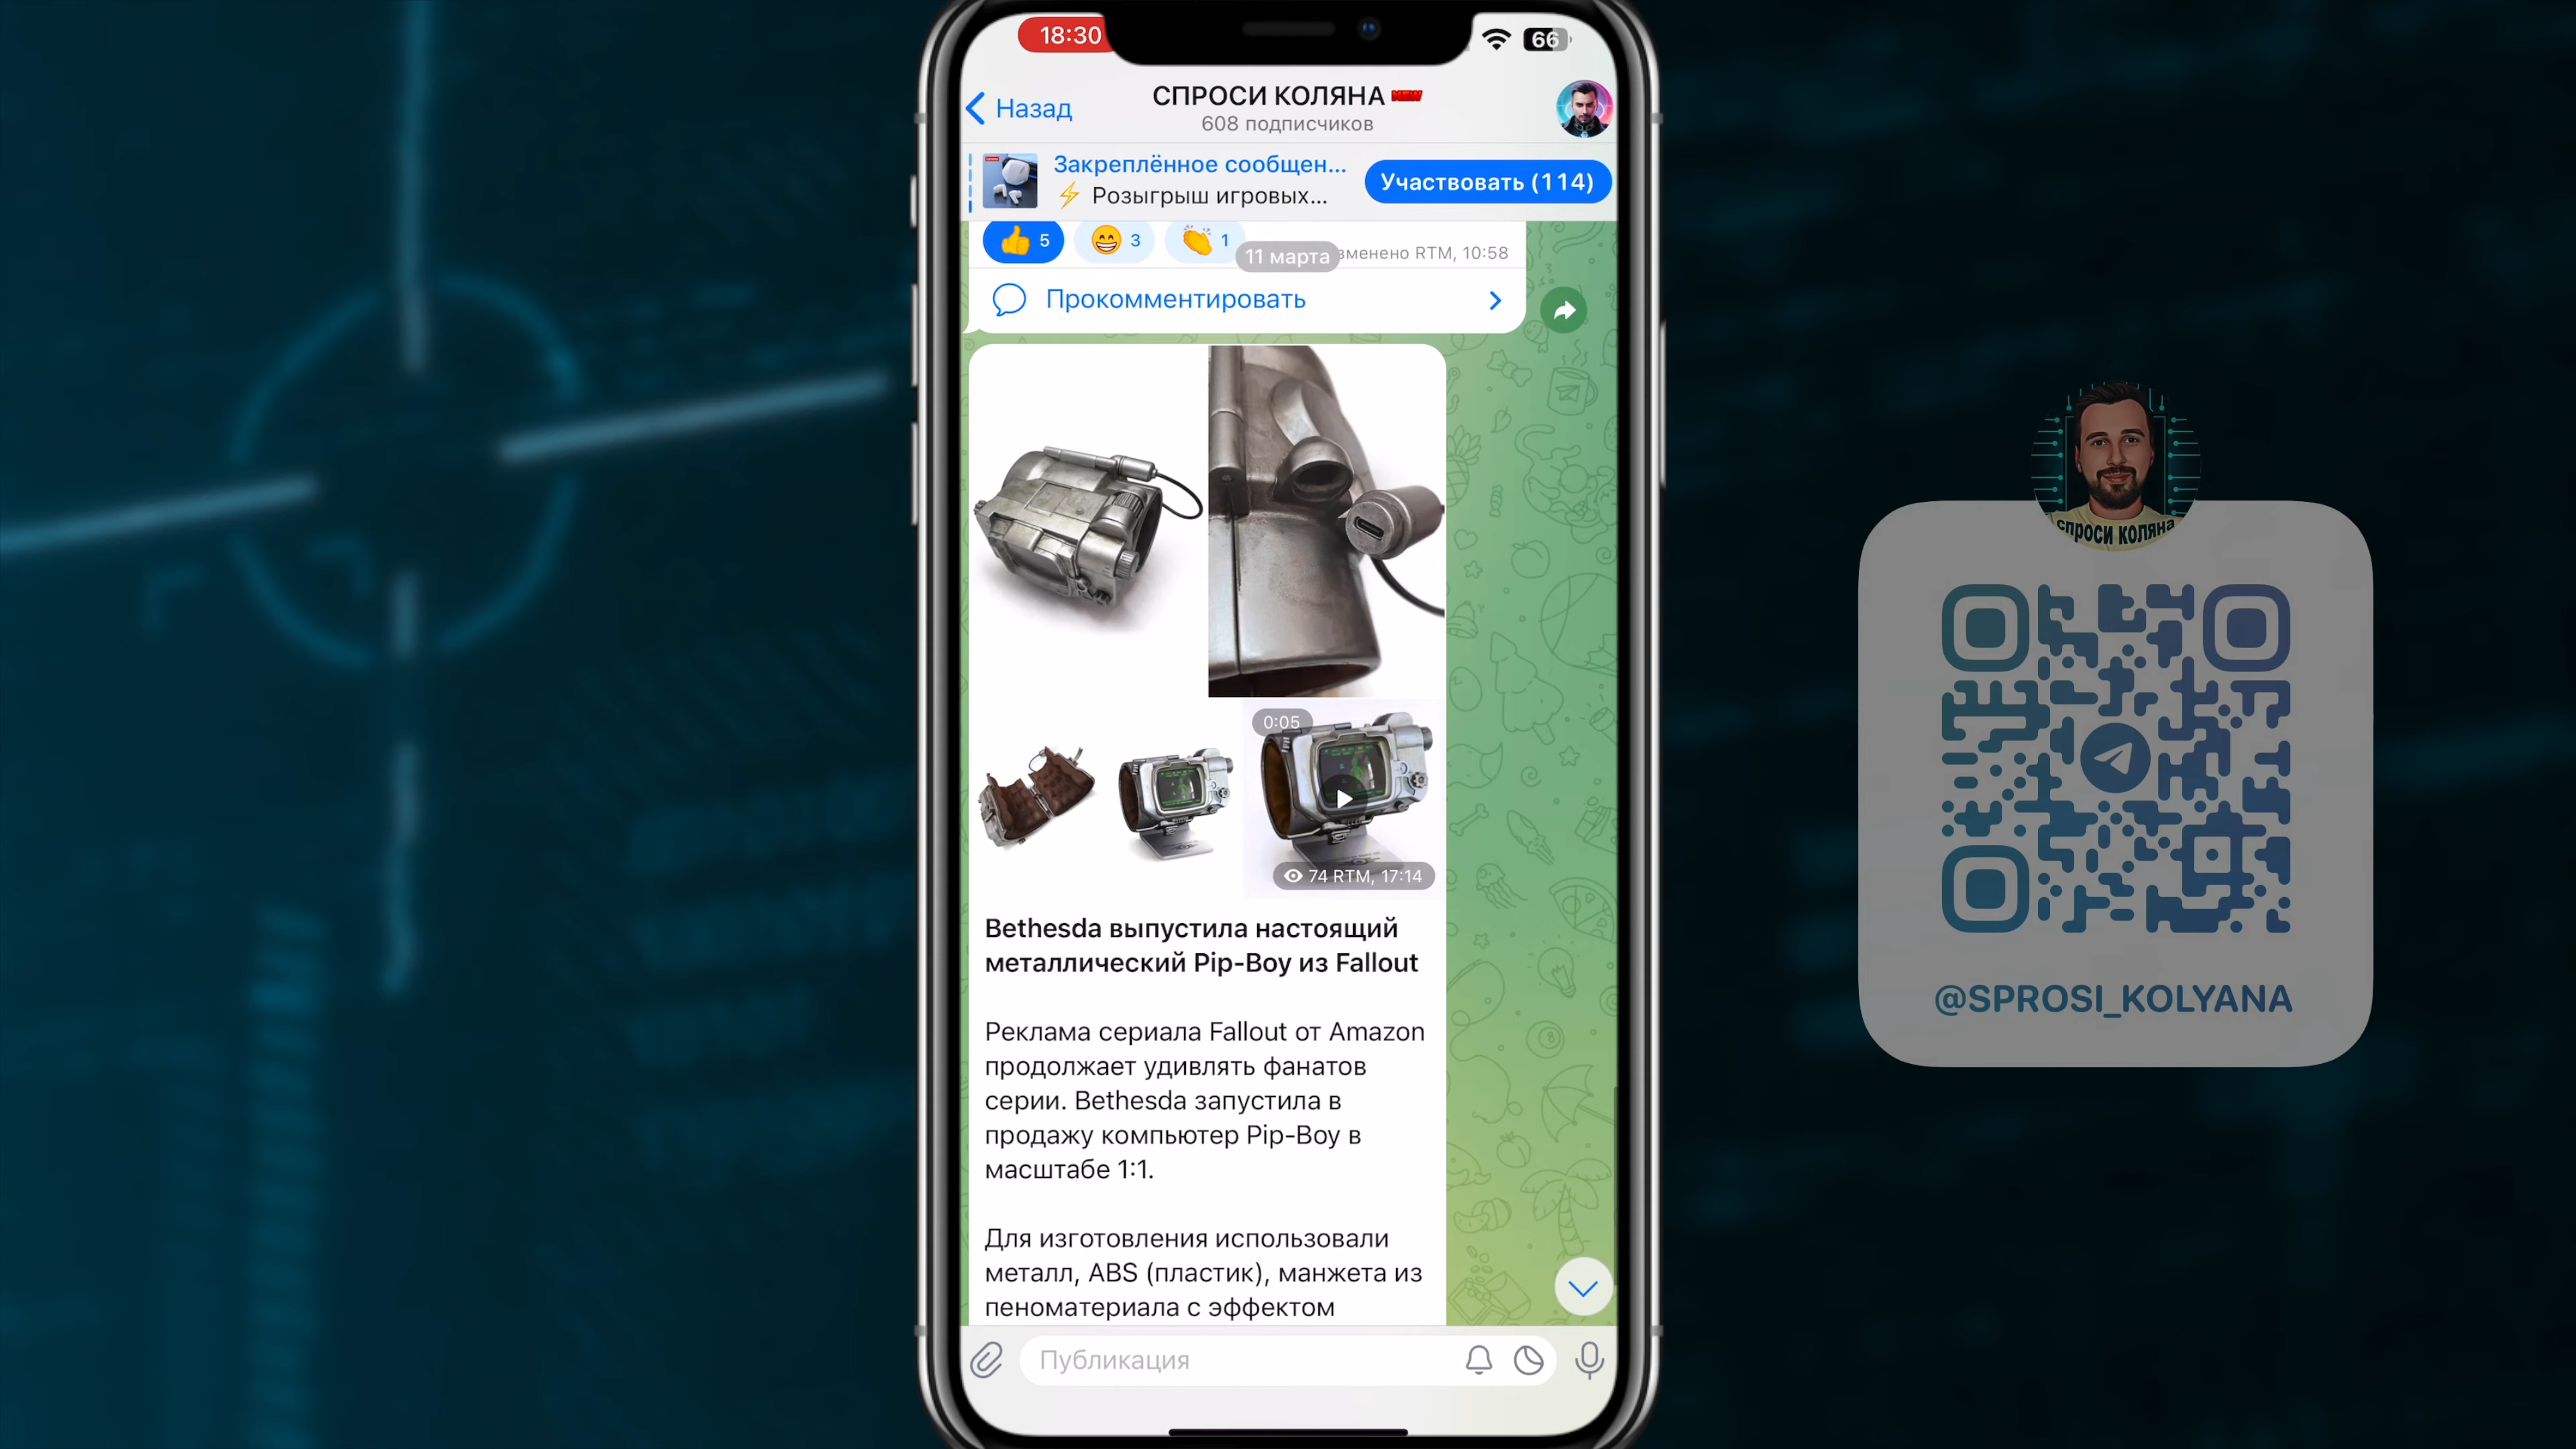 18:30
66
Назад
СПРОСИ КОЛЯНА NEW
608 подписчиков
Закреплённое сообщен...
⚡ Розыгрыш игровых...
Участвовать (114)
👍 5 😁 3 👏 1
11 марта
зменено RTM, 10:58
Прокомментировать
0:05
74 RTM, 17:14
Bethesda выпустила настоящий
металлический Pip-Boy из Fallout
Реклама сериала Fallout от Amazon
продолжает удивлять фанатов
серии. Bethesda запустила в
продажу компьютер Pip-Boy в
масштабе 1:1.
Для изготовления использовали
металл, ABS (пластик), манжета из
пеноматериала с эффектом
Публикация
СПРОСИ КОЛЯНА
@SPROSI_KOLYANA